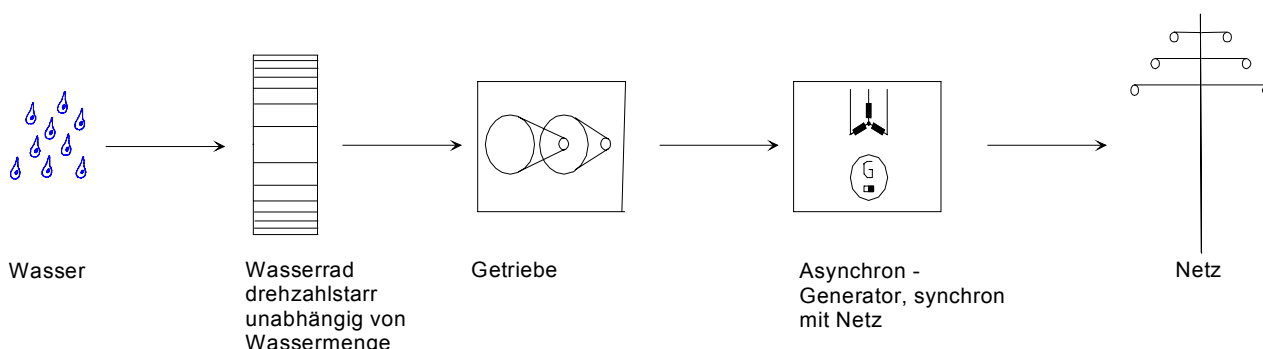 G
Wasser
Wasserrad
drehzahlstarr
unabhängig von
Wassermenge
Getriebe
Asynchron -
Generator, synchron
mit Netz
Netz